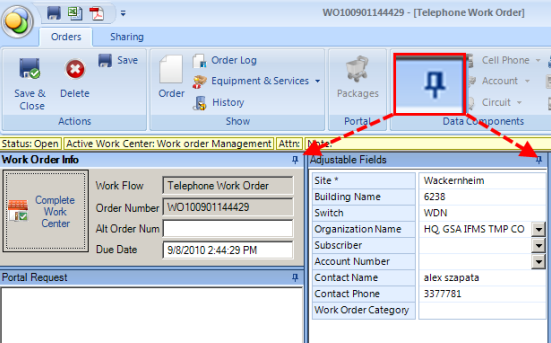 WO100901144429 - [Telephone Work Order]
Orders Sharing
Save & Close
Delete
Save
Actions
Order
Order Log
Equipment & Services
History
Show
Packages
Portal
Cell Phone
Account
Circuit
Data Components
Status: Open Active Work Center: Work order Management Attn: Note:
Work Order Info
Complete Work Center
Work Flow Telephone Work Order
Order Number WO100901144429
Alt Order Num
Due Date 9/8/2010 2:44:29 PM
Portal Request
Adjustable Fields
Site * Wackernheim
Building Name 6238
Switch WDN
Organization Name HQ, GSA IFMS TMP CO
Subscriber
Account Number
Contact Name alex szapata
Contact Phone 3377781
Work Order Category